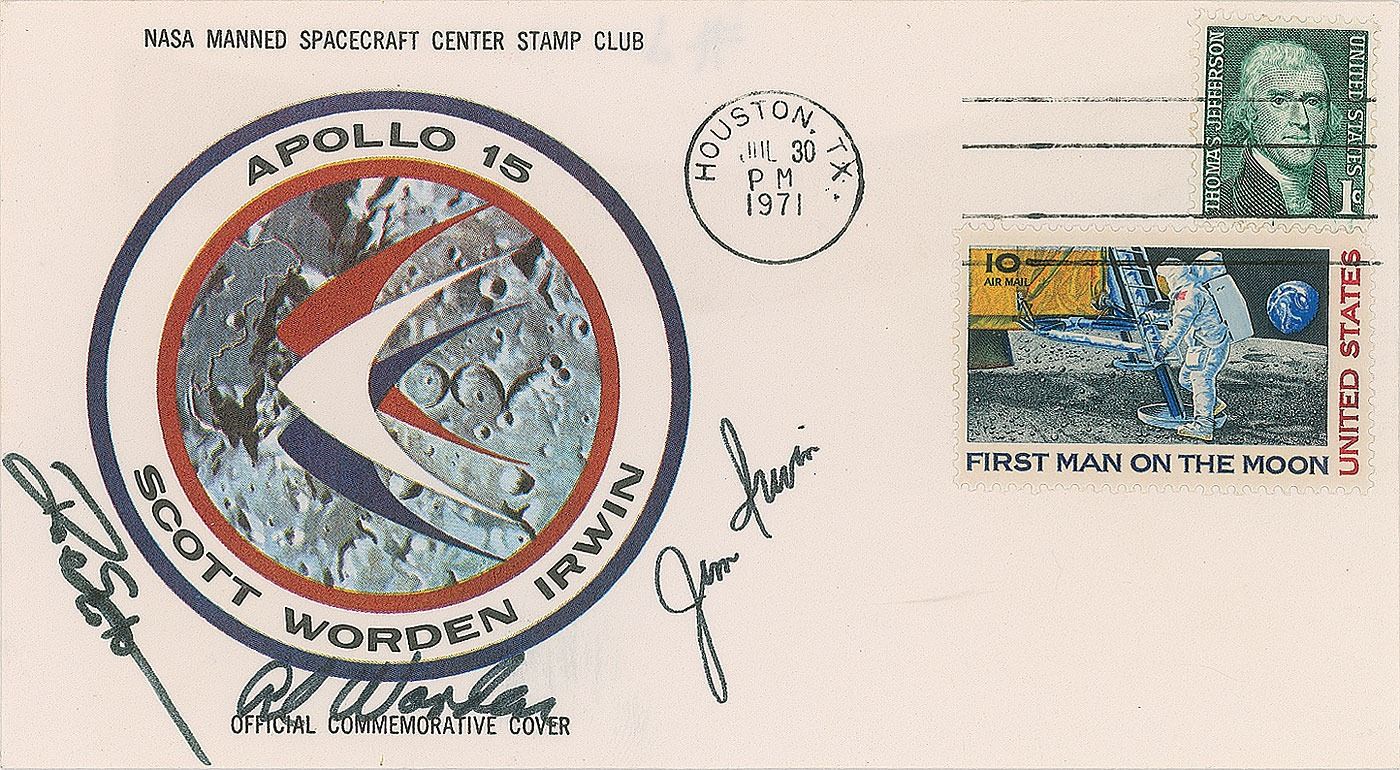 NASA MANNED SPACECRAFT CENTER STAMP CLUB
APOLLO 15
SCOTT WORDEN IRWIN
HOUSTON, TX.
JUL 30
PM
1971
THOMAS JEFFERSON
UNITED STATES
1c
10
AIR MAIL
UNITED STATES
FIRST MAN ON THE MOON
Jim Irwin
Al Worden
OFFICIAL COMMEMORATIVE COVER